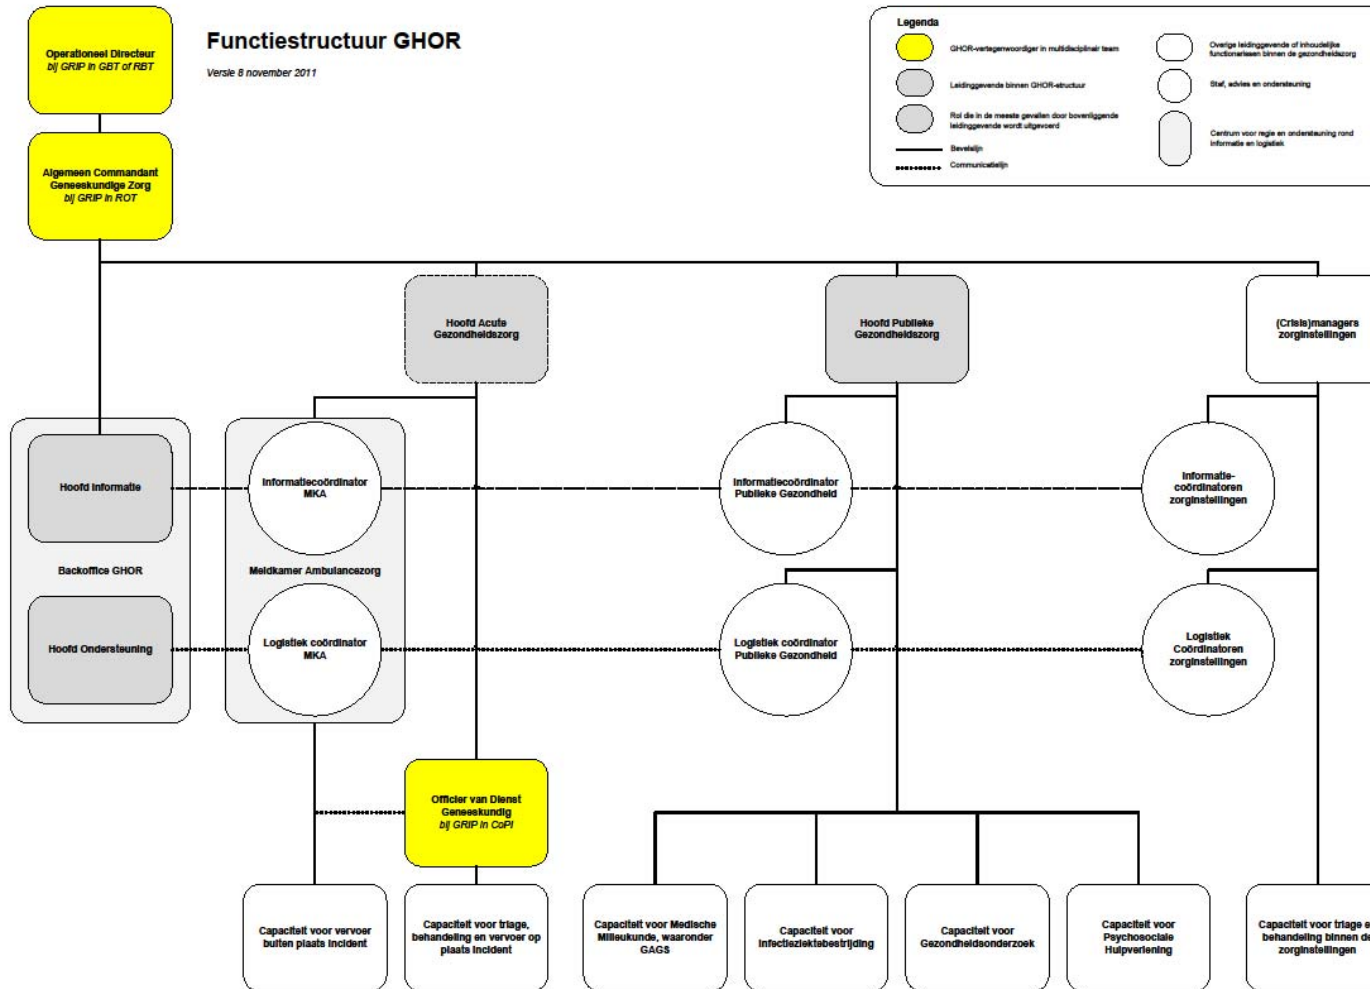 Operationeel Directeur
bij GRIP in GBT of RBT
Functiestructuur GHOR
Versie 8 november 2011
Legenda
GHOR-vertegenwoordiger in multidisciplinair team
Leidinggevende binnen GHOR-structuur
Rol die in de meeste gevallen door bovenliggende
leidinggevende wordt uitgevoerd
Bevelslijn
Communicatielijn
Overige leidinggevende of inhoudelijke
functionarissen binnen de gezondheidszorg
Staf, advies en ondersteuning
Centrum voor regie en ondersteuning rond
informatie en logistiek
Algemeen Commandant
Geneeskundige Zorg
bij GRIP in ROT
Hoofd Acute
Gezondheidszorg
Hoofd Publieke
Gezondheidszorg
(Crisis)managers
zorginstellingen
Hoofd Informatie
Informatiecoördinator
MKA
Informatiecoördinator
Publieke Gezondheid
Informatie-
coördinatoren
zorginstellingen
Backoffice GHOR
Meldkamer Ambulancezorg
Hoofd Ondersteuning
Logistiek coördinator
MKA
Logistiek coördinator
Publieke Gezondheid
Logistiek
Coördinatoren
zorginstellingen
Officier van Dienst
Geneeskundig
bij GRIP in CoPI
Capaciteit voor vervoer
buiten plaats incident
Capaciteit voor triage,
behandeling en vervoer op
plaats incident
Capaciteit voor Medische
Milieukunde, waaronder
GAGS
Capaciteit voor
Infectieziektebestrijding
Capaciteit voor
Gezondheidsonderzoek
Capaciteit voor
Psychosociale
Hulpverlening
Capaciteit voor triage e
behandeling binnen de
zorginstellingen